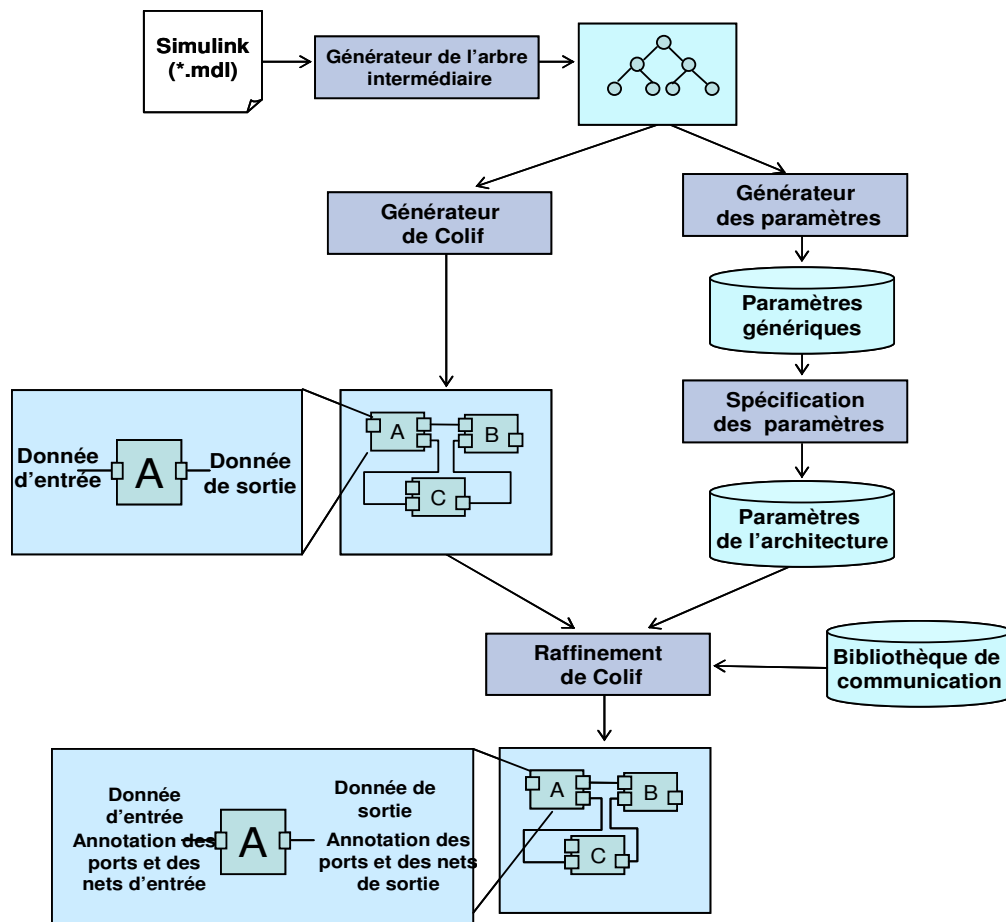 Simulink
(*.mdl)
Générateur de l’arbre
intermédiaire
Générateur
de Colif
Générateur
des paramètres
Paramètres
génériques
Spécification
des paramètres
Paramètres
de l’architecture
Donnée
d’entrée
A
Donnée
de sortie
A
B
C
Raffinement
de Colif
Bibliothèque de
communication
Donnée
d’entrée
Annotation des
ports et des
nets d’entrée
A
Donnée de
sortie
Annotation des
ports et des nets
de sortie
A
B
C